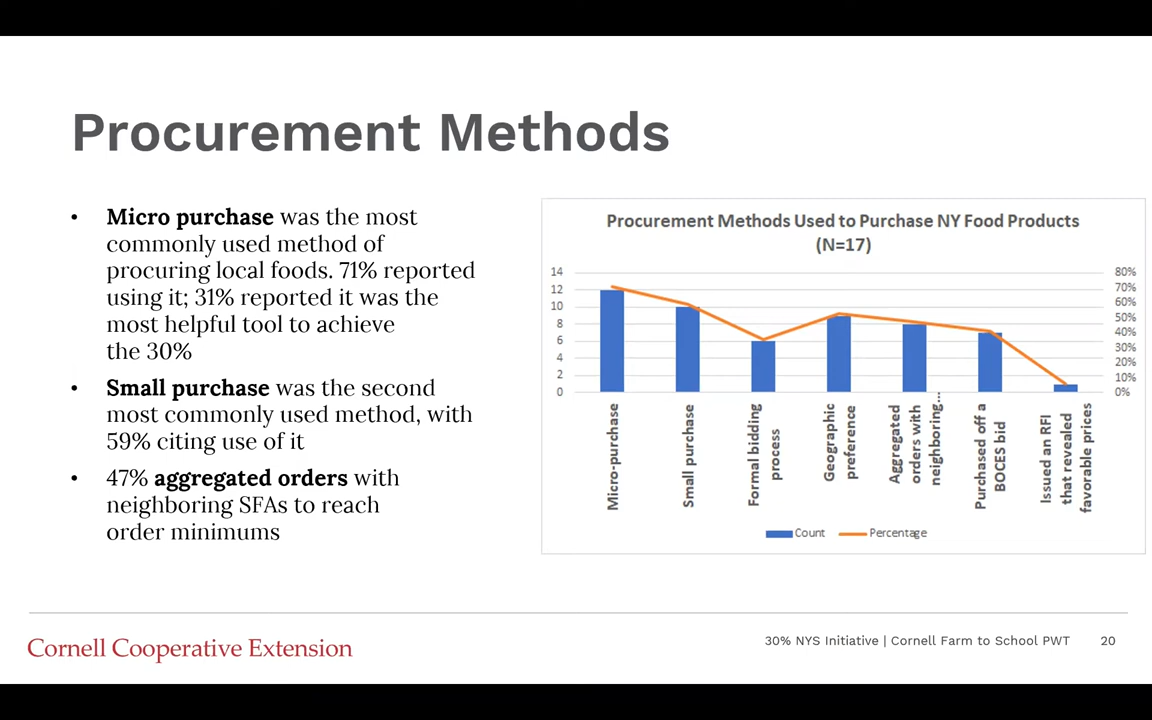 Procurement Methods
• Micro purchase was the most
commonly used method of
procuring local foods. 71% reported
using it; 31% reported it was the
most helpful tool to achieve
the 30%
• Small purchase was the second
most commonly used method, with
59% citing use of it
• 47% aggregated orders with
neighboring SFAs to reach
order minimums
Procurement Methods Used to Purchase NY Food Products
(N=17)
14
12
10
8
6
4
2
0
80%
70%
60%
50%
40%
30%
20%
10%
0%
Micro-purchase
Small purchase
Formal bidding
process
Geographic
preference
Aggregated
orders with
neighboring...
Purchased off a
BOCES bid
Issued an RFI
that revealed
favorable prices
Count
Percentage
Cornell Cooperative Extension
30% NYS Initiative | Cornell Farm to School PWT
20